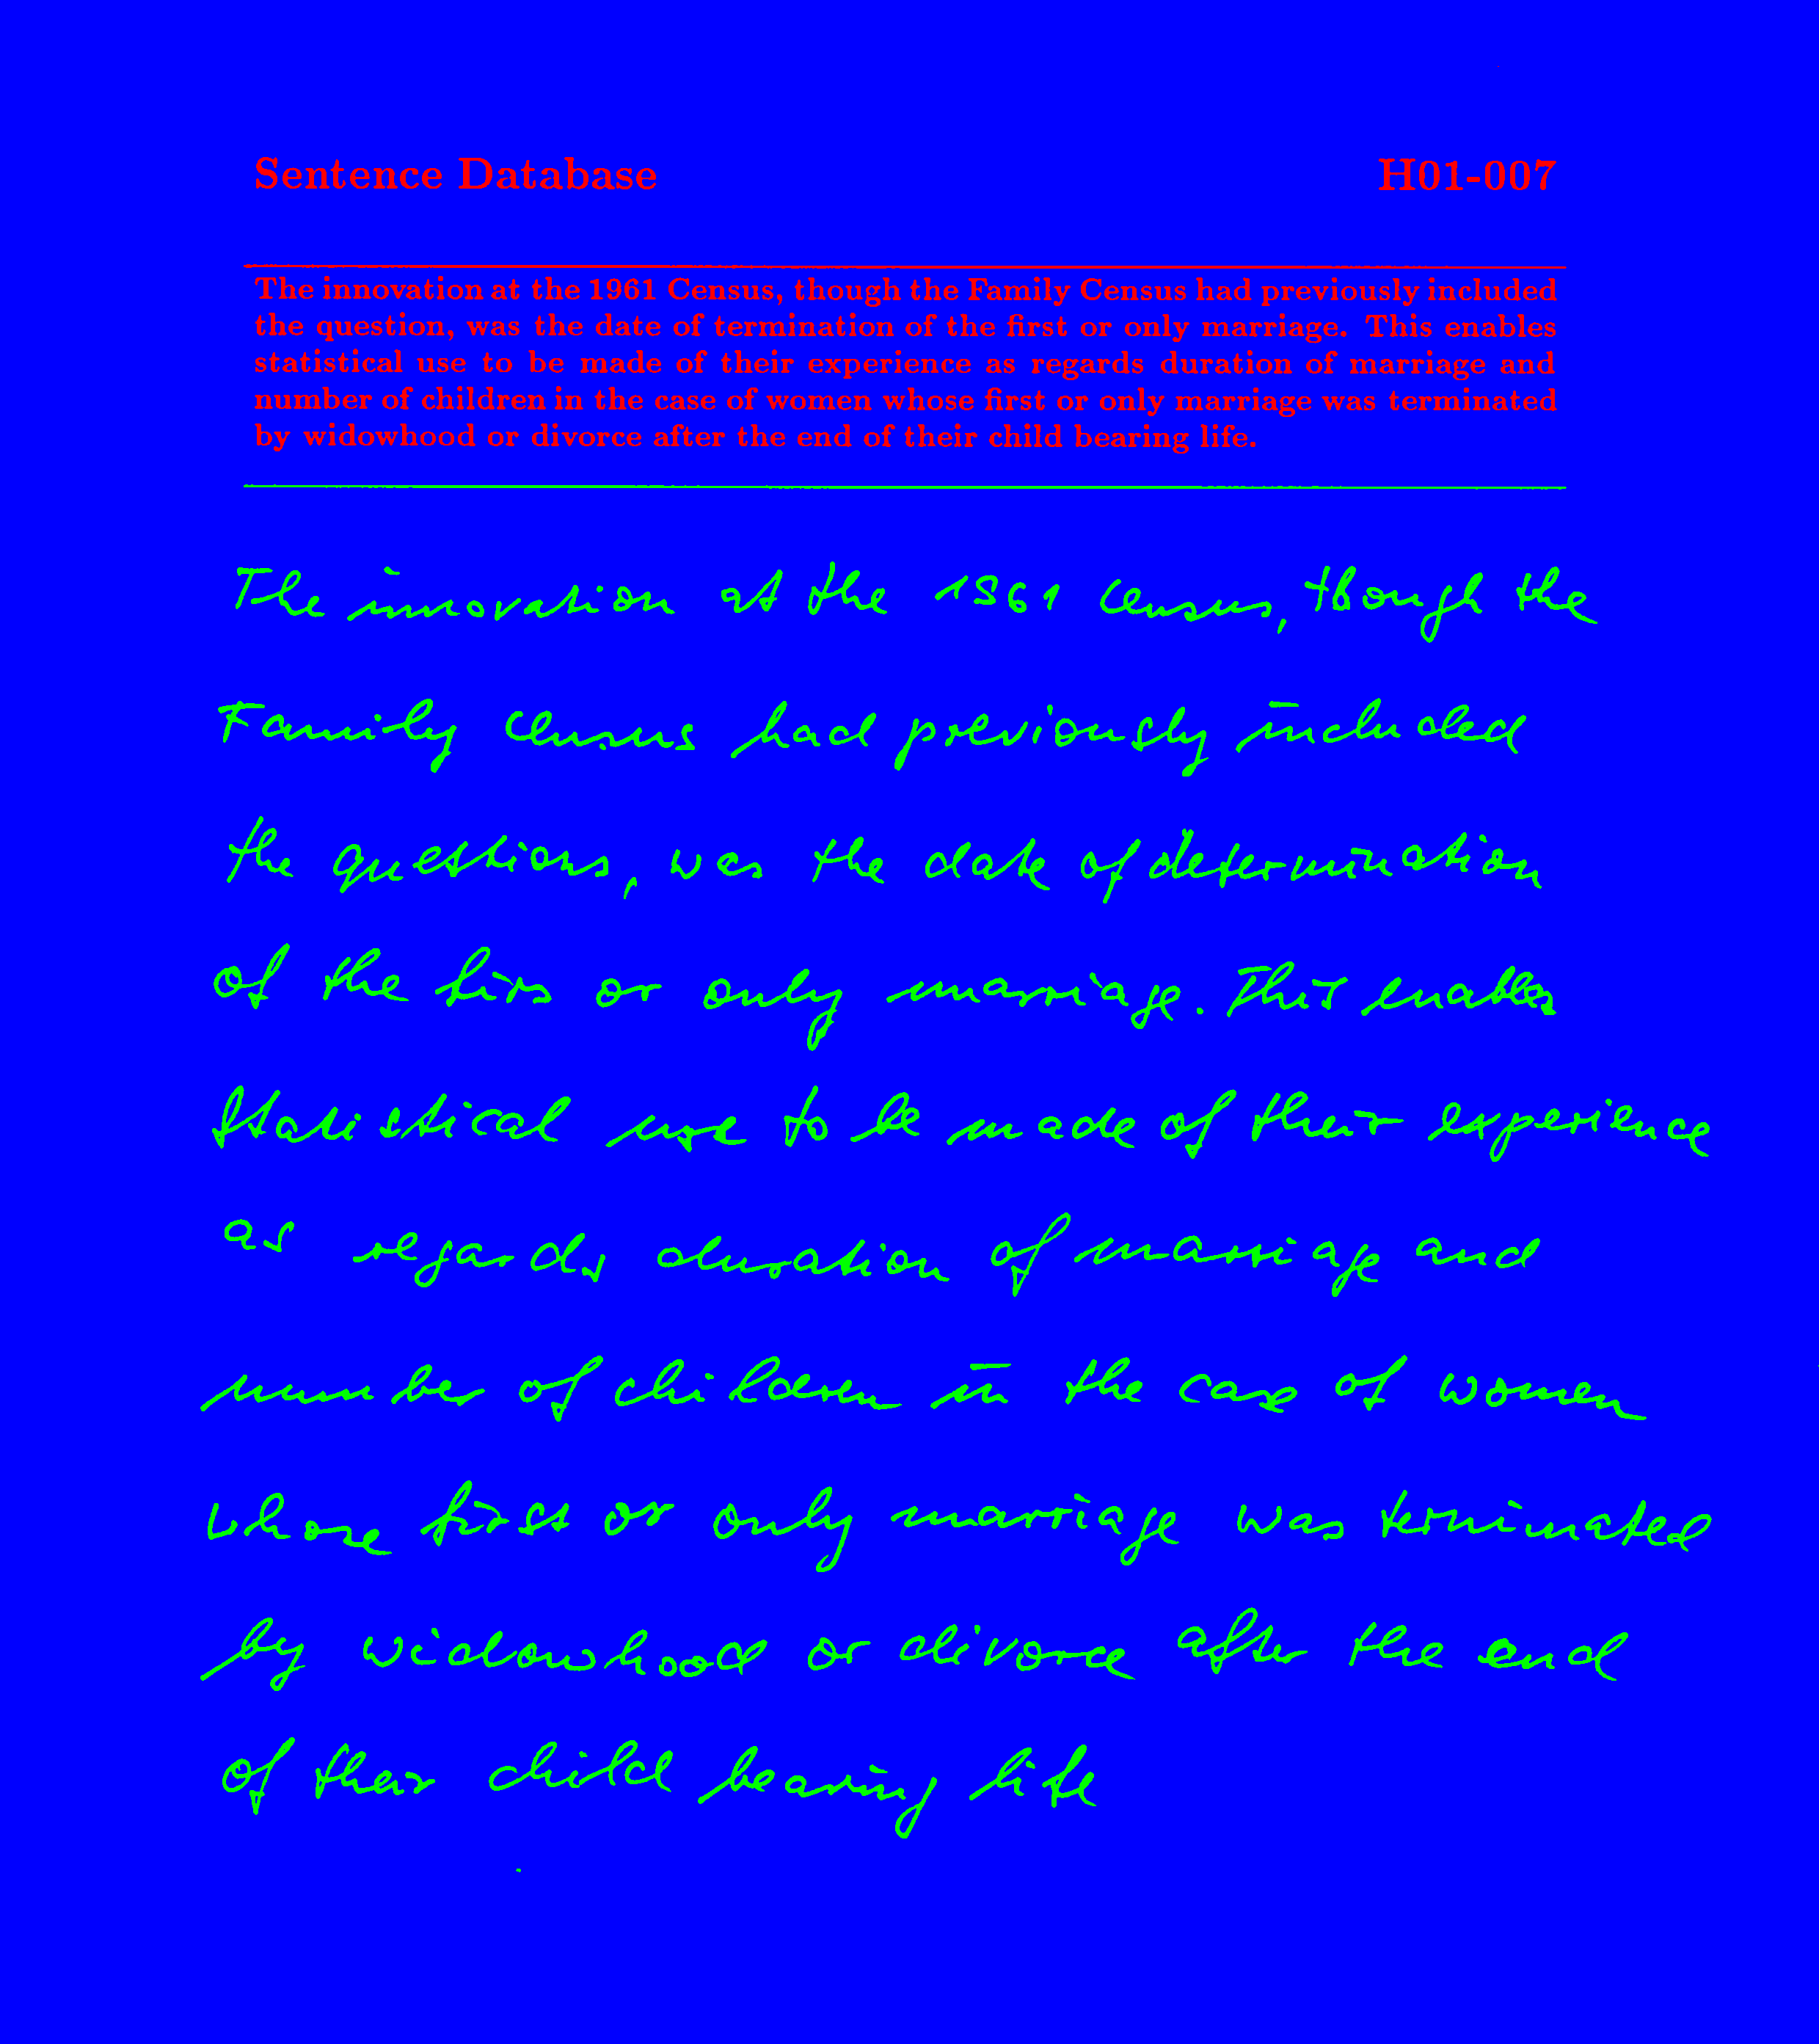 Sentence Database H01-007
The innovation at the 1961 Census, though the Family Census had previously included
the question, was the date of termination of the first or only marriage. This enables
statistical use to be made of their experience as regards duration of marriage and
number of children in the case of women whose first or only marriage was terminated
by widowhood or divorce after the end of their child bearing life.
The innovation at the 1961 Census, though the
Family Census had previously included
the questions, was the date of determination
of the firs or only marriage. This enables
statistical use to be made of their experience
as regards duration of marriage and
number of children in the case of women
whose first or only marriage was terminated
by widowhood or divorce after the end
of their child bearing life